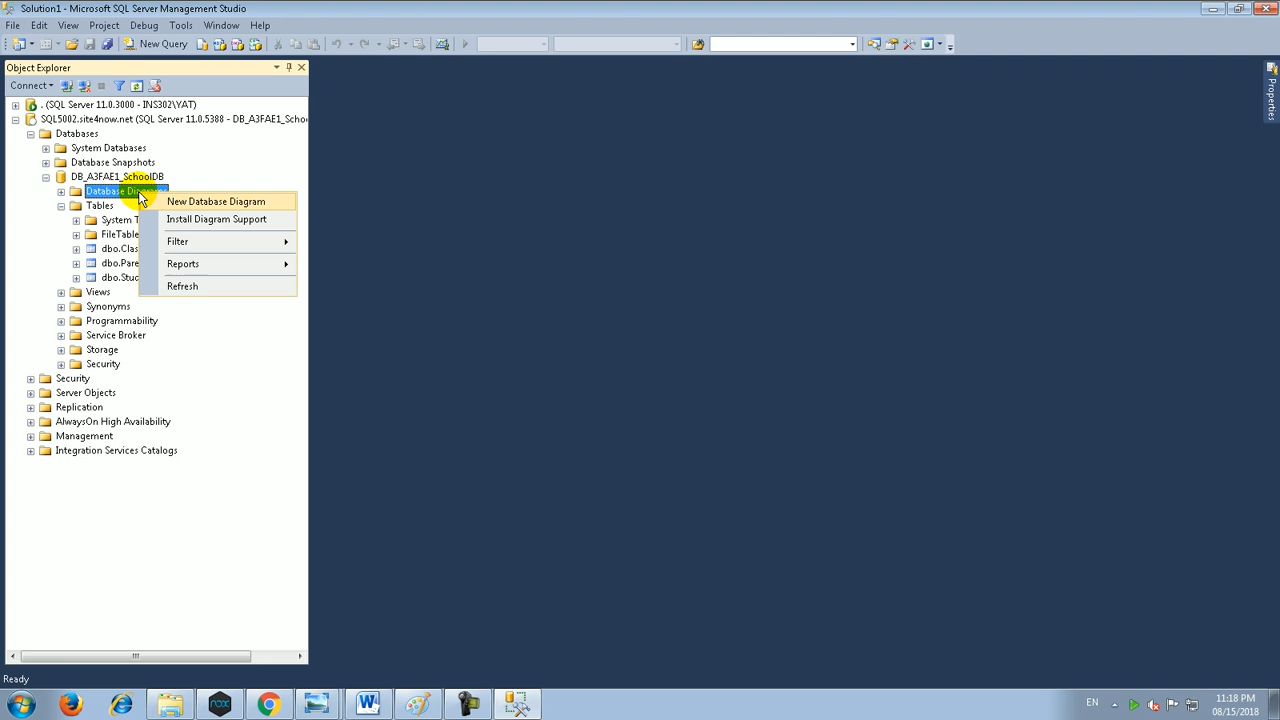 Solution1 - Microsoft SQL Server Management Studio
File Edit View Project Debug Tools Window Help
New Query
Object Explorer
Connect
. (SQL Server 11.0.3000 - INS302\YAT)
SQL5002.site4now.net (SQL Server 11.0.5388 - DB_A3FAE1_Schoo
Databases
System Databases
Database Snapshots
DB_A3FAE1_SchoolDB
Database Diagrams
New Database Diagram
Tables
Install Diagram Support
System T
FileTable
Filter
dbo.Clas
dbo.Pare
Reports
dbo.Stud
Refresh
Views
Synonyms
Programmability
Service Broker
Storage
Security
Security
Server Objects
Replication
AlwaysOn High Availability
Management
Integration Services Catalogs
Properties
Ready
nox
EN
11:18 PM
08/15/2018